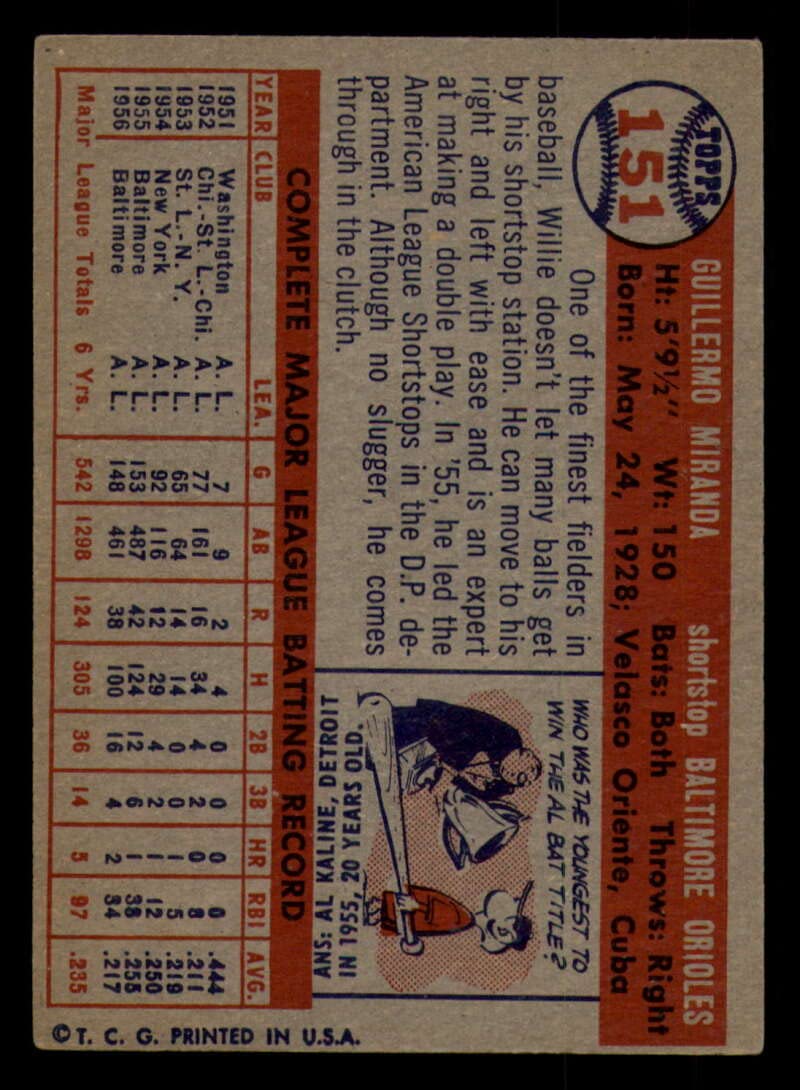 TOPPS
151
GUILLERMO MIRANDA shortstop BALTIMORE ORIOLES
Ht: 5'9½" Wt: 150 Bats: Both Throws: Right
Born: May 24, 1928; Velasco Oriente, Cuba
One of the finest fielders in
baseball, Willie doesn't let many balls get
by his shortstop station. He can move to his
right and left with ease and is an expert
at making a double play. In '55, he led the
American League Shortstops in the D.P. de-
partment. Although no slugger, he comes
through in the clutch.
WHO WAS THE YOUNGEST TO
WIN THE AL BAT TITLE?
ANS: AL KALINE, DETROIT
IN 1955, 20 YEARS OLD.
COMPLETE MAJOR LEAGUE BATTING RECORD
YEAR CLUB LEA. G AB R H 2B 3B HR RBI AVG.
1951 Washington A. L. 7 9 2 4 0 0 0 0 .444
1952 Chi.-St. L.-Chi. A. L. 77 161 16 34 4 2 0 8 .211
1953 St. L.-N. Y. A. L. 65 64 14 14 0 0 1 5 .219
1954 New York A. L. 92 116 12 29 4 2 1 12 .250
1955 Baltimore A. L. 153 487 42 124 12 6 1 38 .255
1956 Baltimore A. L. 148 461 38 100 16 4 2 34 .217
Major League Totals 6 Yrs. 542 1298 124 305 36 14 5 97 .235
© T. C. G. PRINTED IN U.S.A.